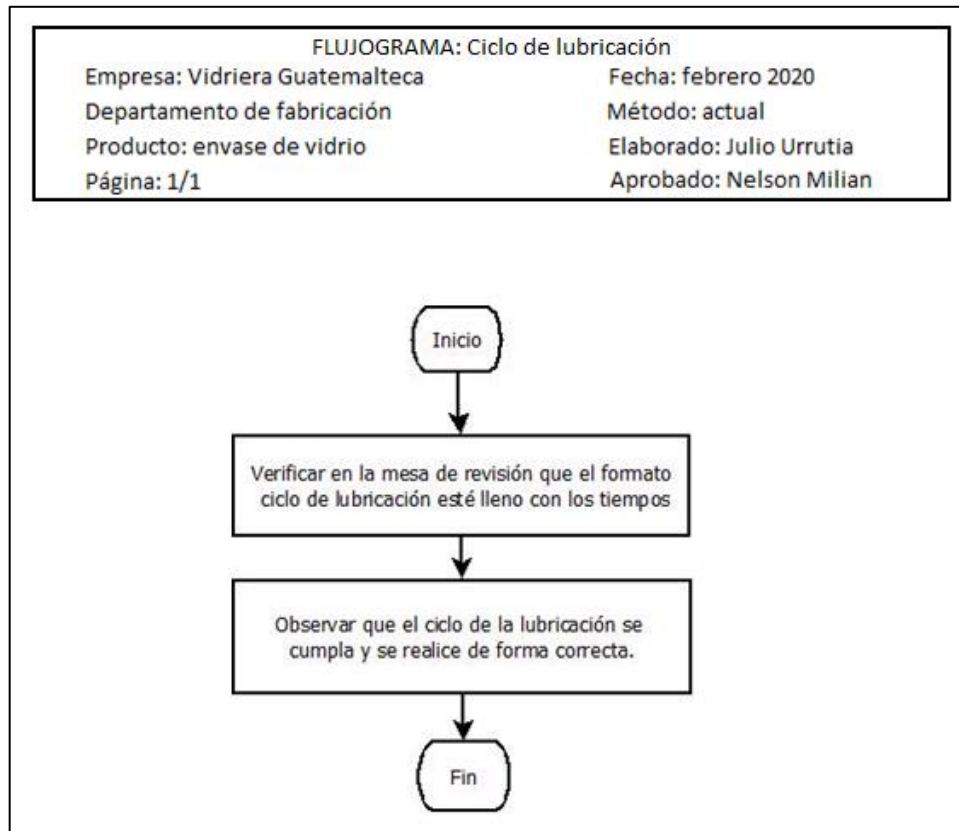 FLUJOGRAMA: Ciclo de lubricación
Empresa: Vidriera Guatemalteca
Fecha: febrero 2020
Departamento de fabricación
Método: actual
Producto: envase de vidrio
Elaborado: Julio Urrutia
Página: 1/1
Aprobado: Nelson Milian
Inicio
Verificar en la mesa de revisión que el formato
ciclo de lubricación esté lleno con los tiempos
Observar que el ciclo de la lubricación se
cumpla y se realice de forma correcta.
Fin